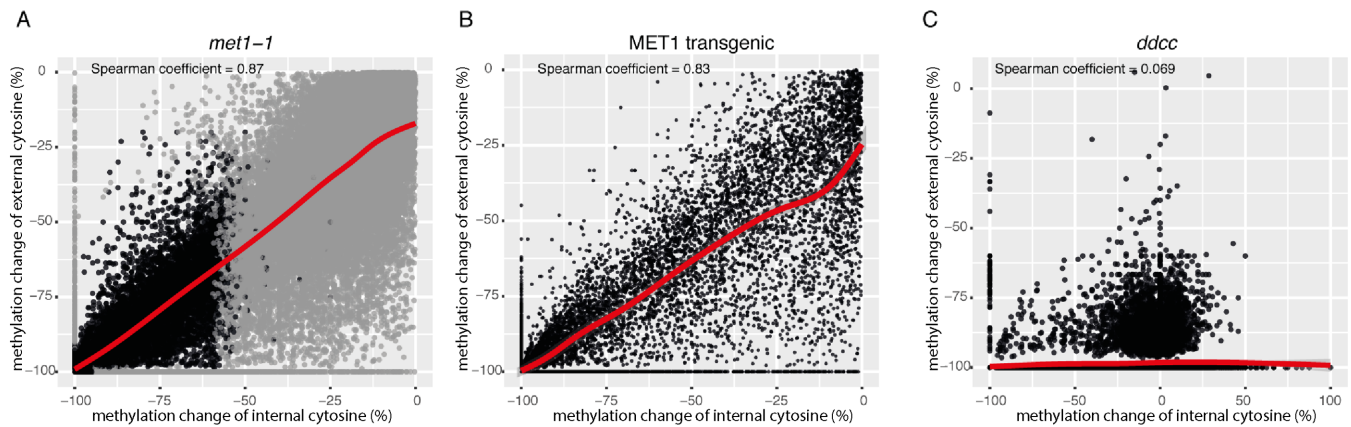 A
met1−1
Spearman coefficient = 0.87
methylation change of external cytosine (%)
0
−25
−50
−75
−100
−100
−75
−50
−25
0
methylation change of internal cytosine (%)
B
MET1 transgenic
Spearman coefficient = 0.83
methylation change of external cytosine (%)
0
−25
−50
−75
−100
−100
−75
−50
−25
0
methylation change of internal cytosine (%)
C
ddcc
Spearman coefficient = 0.069
methylation change of external cytosine (%)
0
−25
−50
−75
−100
−100
−50
0
50
100
methylation change of internal cytosine (%)